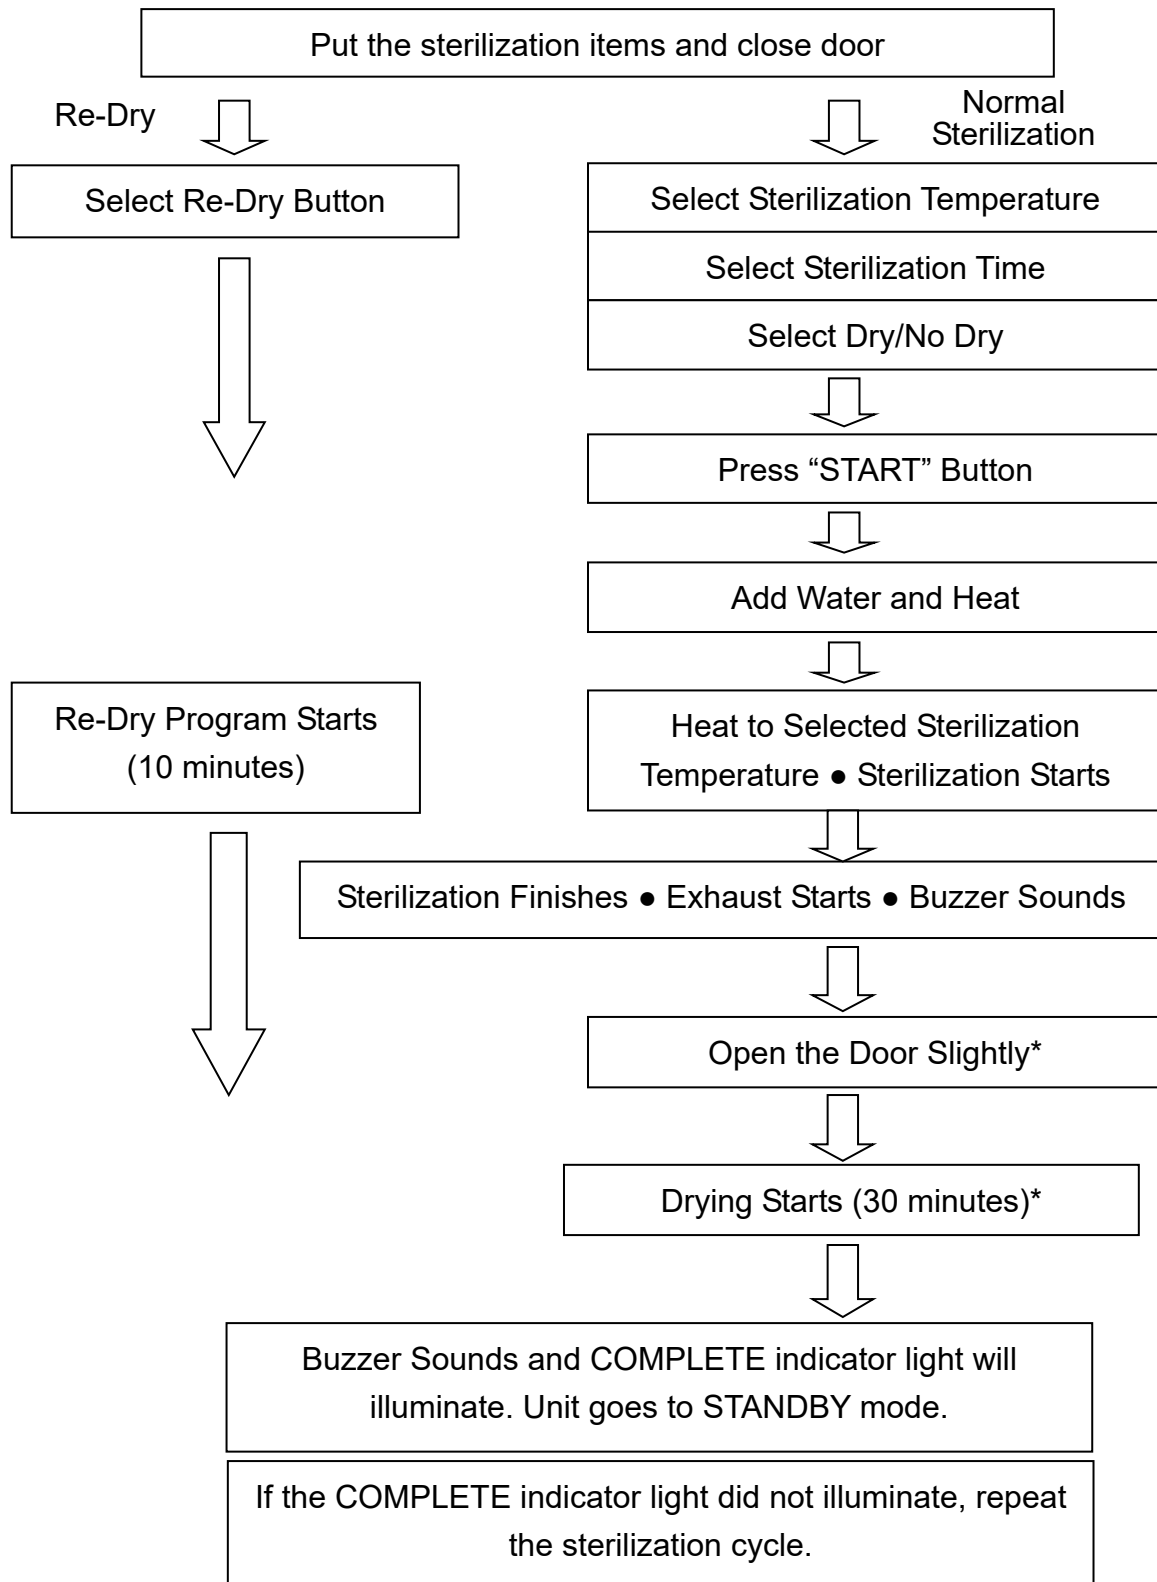 Put the sterilization items and close door
Re-Dry
Normal
Sterilization
Select Re-Dry Button
Select Sterilization Temperature
Select Sterilization Time
Select Dry/No Dry
Press “START” Button
Add Water and Heat
Re-Dry Program Starts
(10 minutes)
Heat to Selected Sterilization
Temperature ● Sterilization Starts
Sterilization Finishes ● Exhaust Starts ● Buzzer Sounds
Open the Door Slightly*
Drying Starts (30 minutes)*
Buzzer Sounds and COMPLETE indicator light will
illuminate. Unit goes to STANDBY mode.
If the COMPLETE indicator light did not illuminate, repeat
the sterilization cycle.